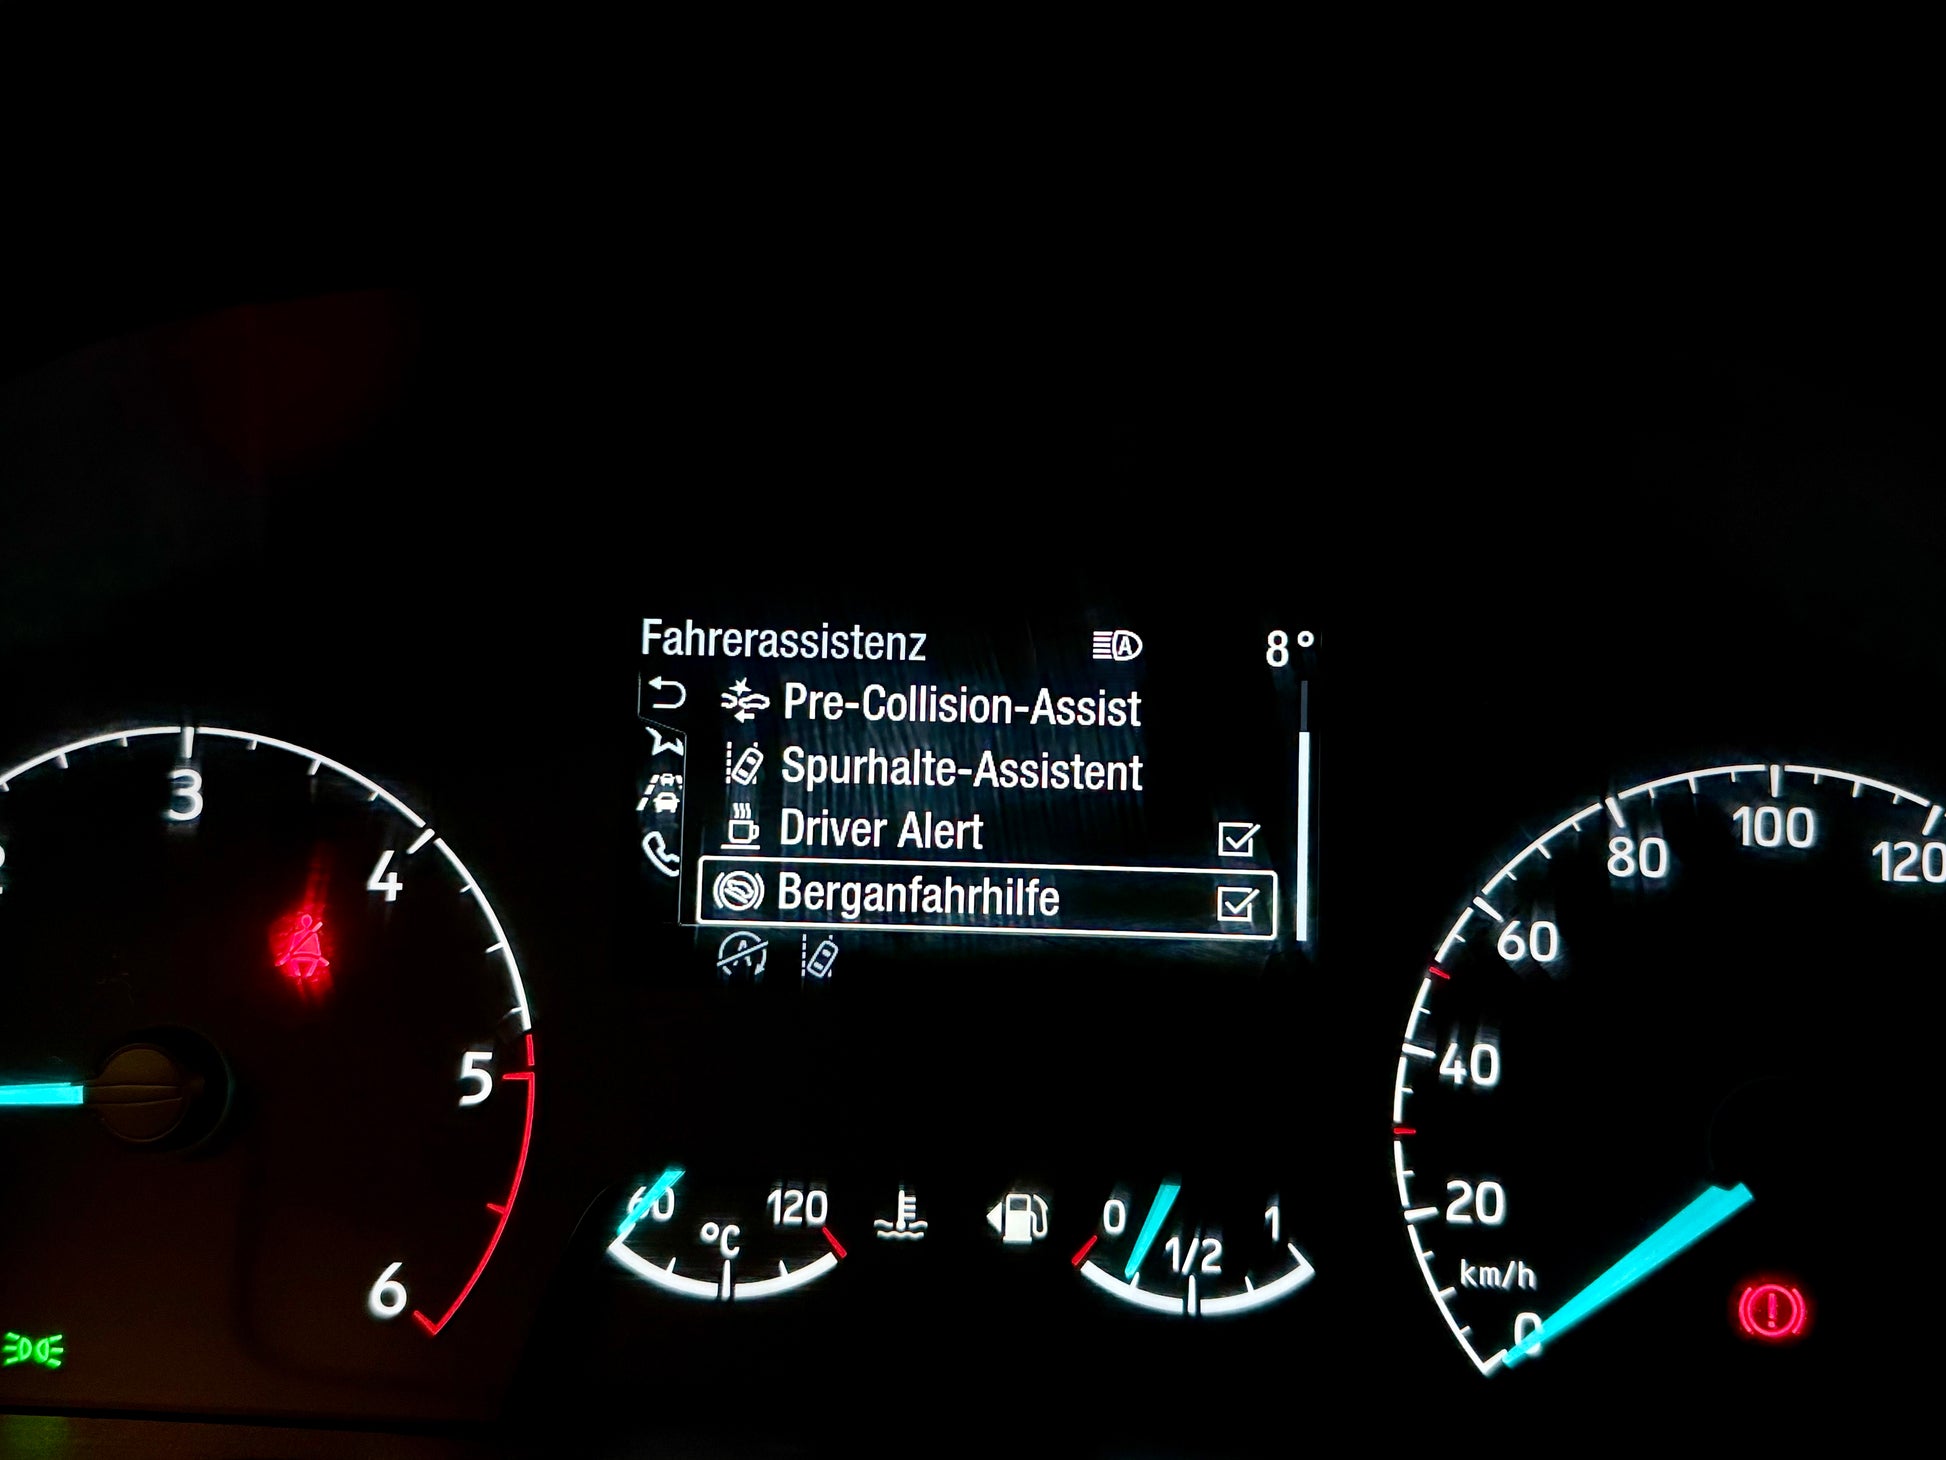 Fahrerassistenz A 8°
Pre-Collision-Assist
Spurhalte-Assistent
Driver Alert
Berganfahrhilfe
A
3
4
5
6
60 °C 120
0 1/2 1
0
20
40
60
80
100
120
km/h